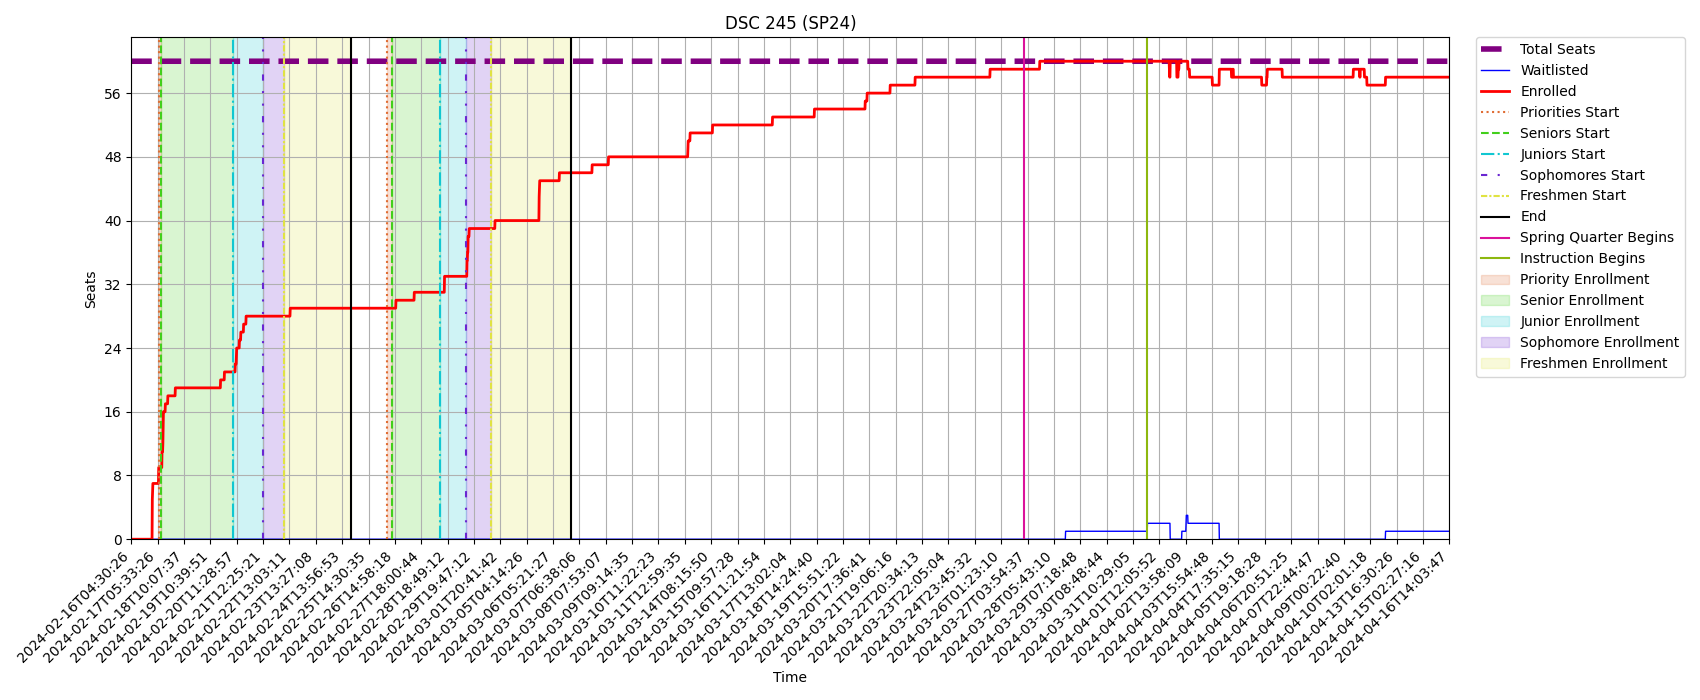 DSC 245 (SP24)
Total Seats
Waitlisted
Enrolled
Priorities Start
Seniors Start
Juniors Start
Sophomores Start
Freshmen Start
End
Spring Quarter Begins
Instruction Begins
Priority Enrollment
Senior Enrollment
Junior Enrollment
Sophomore Enrollment
Freshmen Enrollment
Seats
56
48
40
32
24
16
8
0
2024-02-16T04:30:26
2024-02-17T05:33:26
2024-02-18T10:07:37
2024-02-19T10:39:51
2024-02-20T11:28:57
2024-02-21T12:25:21
2024-02-22T13:03:11
2024-02-23T13:27:08
2024-02-24T13:56:53
2024-02-25T14:30:35
2024-02-26T14:58:18
2024-02-27T18:00:44
2024-02-28T18:49:12
2024-02-29T19:47:12
2024-03-01T20:41:42
2024-03-05T04:14:26
2024-03-06T05:21:27
2024-03-07T06:38:06
2024-03-08T07:53:07
2024-03-09T09:14:35
2024-03-10T11:22:23
2024-03-11T12:59:35
2024-03-14T08:15:50
2024-03-15T09:57:28
2024-03-16T11:21:54
2024-03-17T13:02:04
2024-03-18T14:24:40
2024-03-19T15:51:22
2024-03-20T17:36:41
2024-03-21T19:06:16
2024-03-22T20:34:13
2024-03-23T22:05:04
2024-03-24T23:45:32
2024-03-26T01:23:10
2024-03-27T03:54:37
2024-03-28T05:43:10
2024-03-29T07:18:48
2024-03-30T08:48:44
2024-03-31T10:29:05
2024-04-01T12:05:52
2024-04-02T13:58:09
2024-04-03T15:54:48
2024-04-04T17:35:15
2024-04-05T19:18:28
2024-04-06T20:51:25
2024-04-07T22:44:47
2024-04-09T00:22:40
2024-04-10T02:01:18
2024-04-13T16:30:26
2024-04-15T02:27:16
2024-04-16T14:03:47
Time